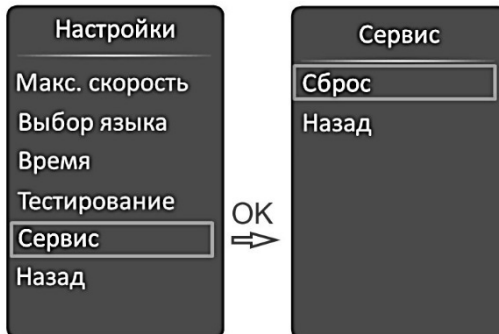 Настройки
Макс. скорость
Выбор языка
Время
Тестирование
Сервис
Назад
OK
Сервис
Сброс
Назад